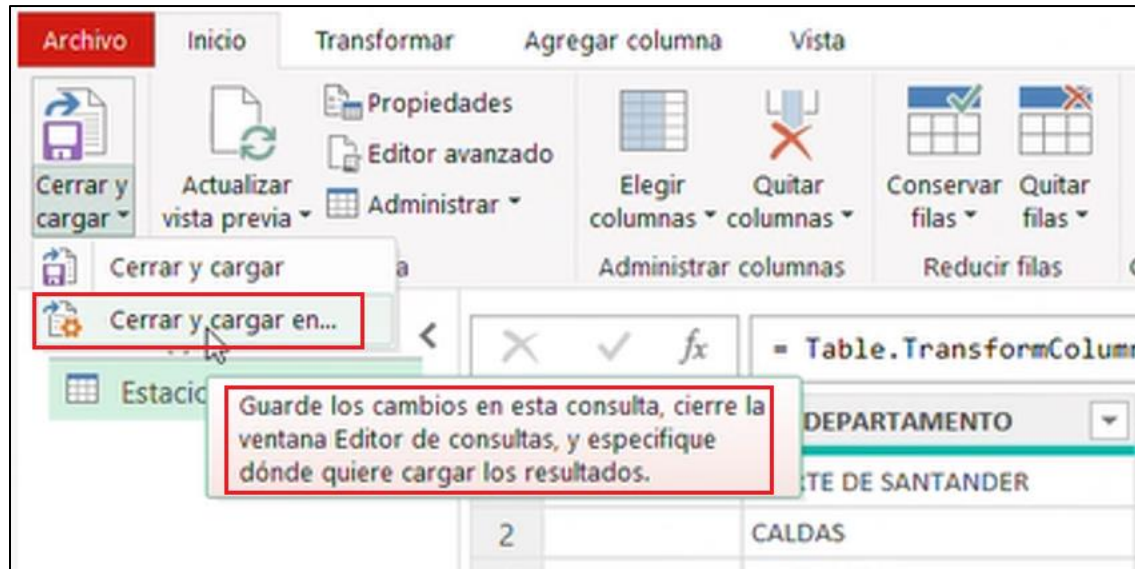 Archivo Inicio Transformar Agregar columna Vista
Propiedades
Editor avanzado
Administrar
Cerrar y cargar
Actualizar vista previa
Elegir columnas
Quitar columnas
Conservar filas
Quitar filas
Cerrar y cargar
a
Administrar columnas
Reducir filas
Cerrar y cargar en...
fx
= Table.TransformColumn
Estacio
Guarde los cambios en esta consulta, cierre la
ventana Editor de consultas, y especifique
dónde quiere cargar los resultados.
DEPARTAMENTO
TE DE SANTANDER
2 CALDAS